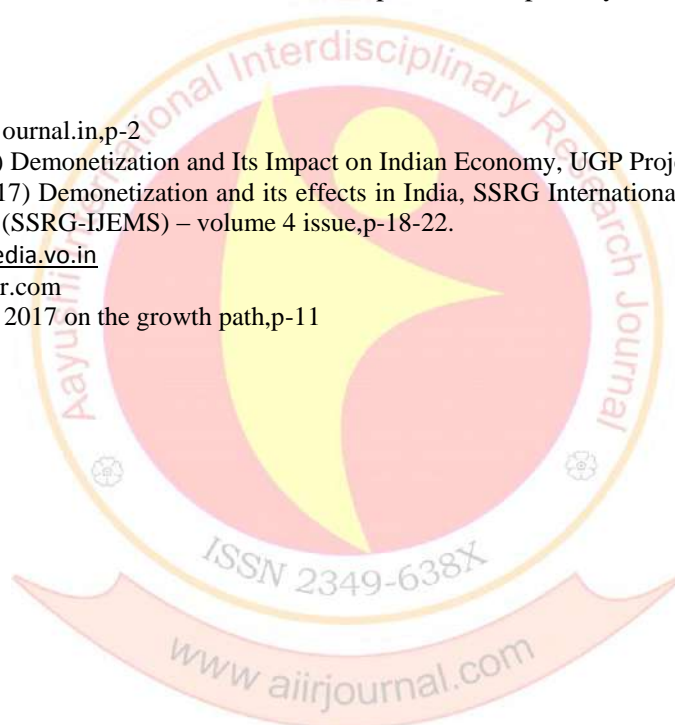 ournal.in,p-2
) Demonetization and Its Impact on Indian Economy, UGP Proj
17) Demonetization and its effects in India, SSRG Internationa
(SSRG-IJEMS) – volume 4 issue,p-18-22.
edia.vo.in
r.com
2017 on the growth path,p-11
Aayushi International Interdisciplinary Research Journal
ISSN 2349-638X
www aiirjournal.com